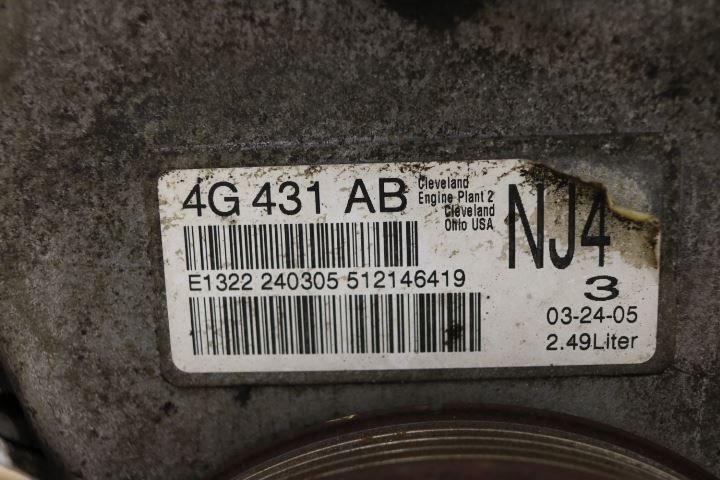 4G 431 AB
Cleveland
Engine Plant 2
Cleveland
Ohio USA
NJ4
3
E1322 240305 512146419
03-24-05
2.49Liter